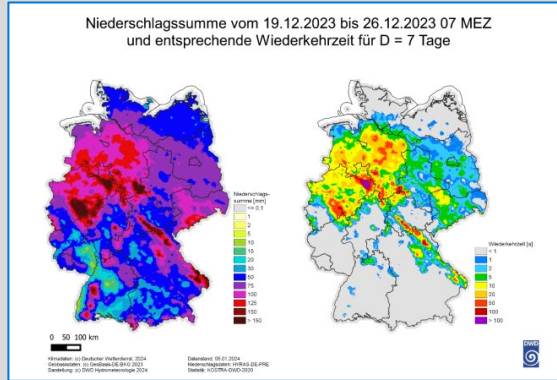 Niederschlagssumme vom 19.12.2023 bis 26.12.2023 07 MEZ
und entsprechende Wiederkehrzeit für D = 7 Tage
Niederschlags-
summe [mm]
<= 0,1
1
2
5
10
15
20
30
50
75
100
125
150
> 150
Wiederkehrzeit [a]
< 1
1
2
5
10
20
50
100
> 100
0 50 100 km
Klimadaten: (c) Deutscher Wetterdienst, 2024
Geobasisdaten: (c) GeoBasis-DE/BKG 2023
Darstellung: (c) DWD Hydrometeorologie 2024
Datenstand: 05.01.2024
Niederschlagsdaten: HYRAS-DE-PRE
Statistik: KOSTRA-DWD-2020
DWD